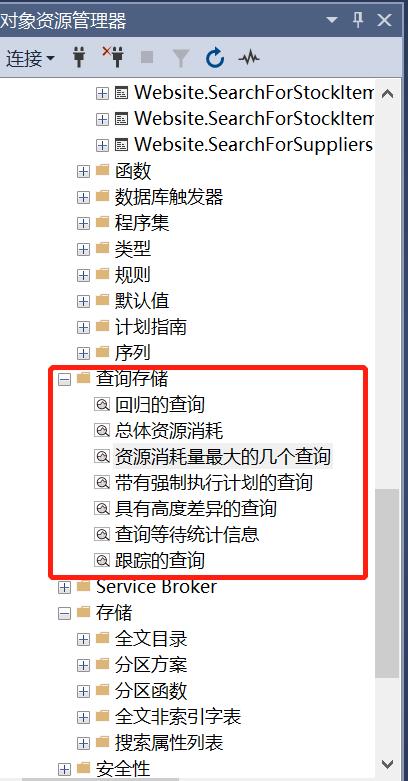 对象资源管理器
连接
Website.SearchForStockItem
Website.SearchForStockItem
Website.SearchForSuppliers
函数
数据库触发器
程序集
类型
规则
默认值
计划指南
序列
查询存储
回归的查询
总体资源消耗
资源消耗量最大的几个查询
带有强制执行计划的查询
具有高度差异的查询
查询等待统计信息
跟踪的查询
Service Broker
存储
全文目录
分区方案
分区函数
全文非索引字表
搜索属性列表
安全性